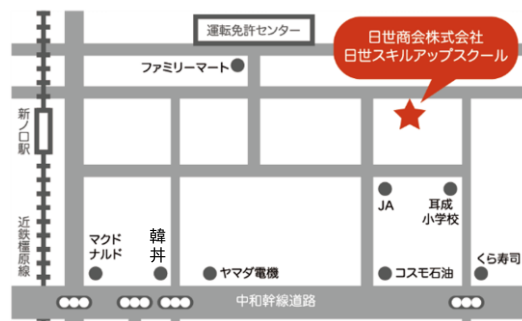 運転免許センター
日世商会株式会社
日世スキルアップスクール
ファミリーマート
新ノ口駅
JA
耳成
小学校
近鉄橿原線
マクド
ナルド
韓丼
ヤマダ電機
コスモ石油
くら寿司
中和幹線道路